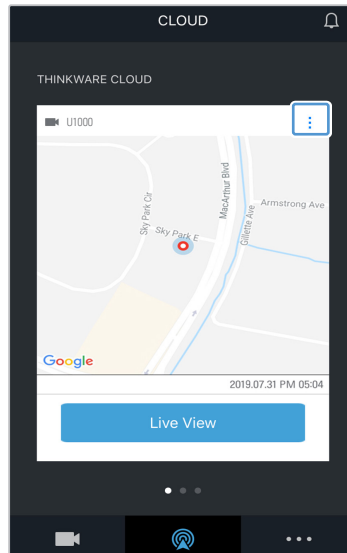 CLOUD
THINKWARE CLOUD
U1000
MacArthur Blvd
Armstrong Ave
Sky Park Cir
Sky Park E
Gillette Ave
Google
2019.07.31 PM 05:04
Live View